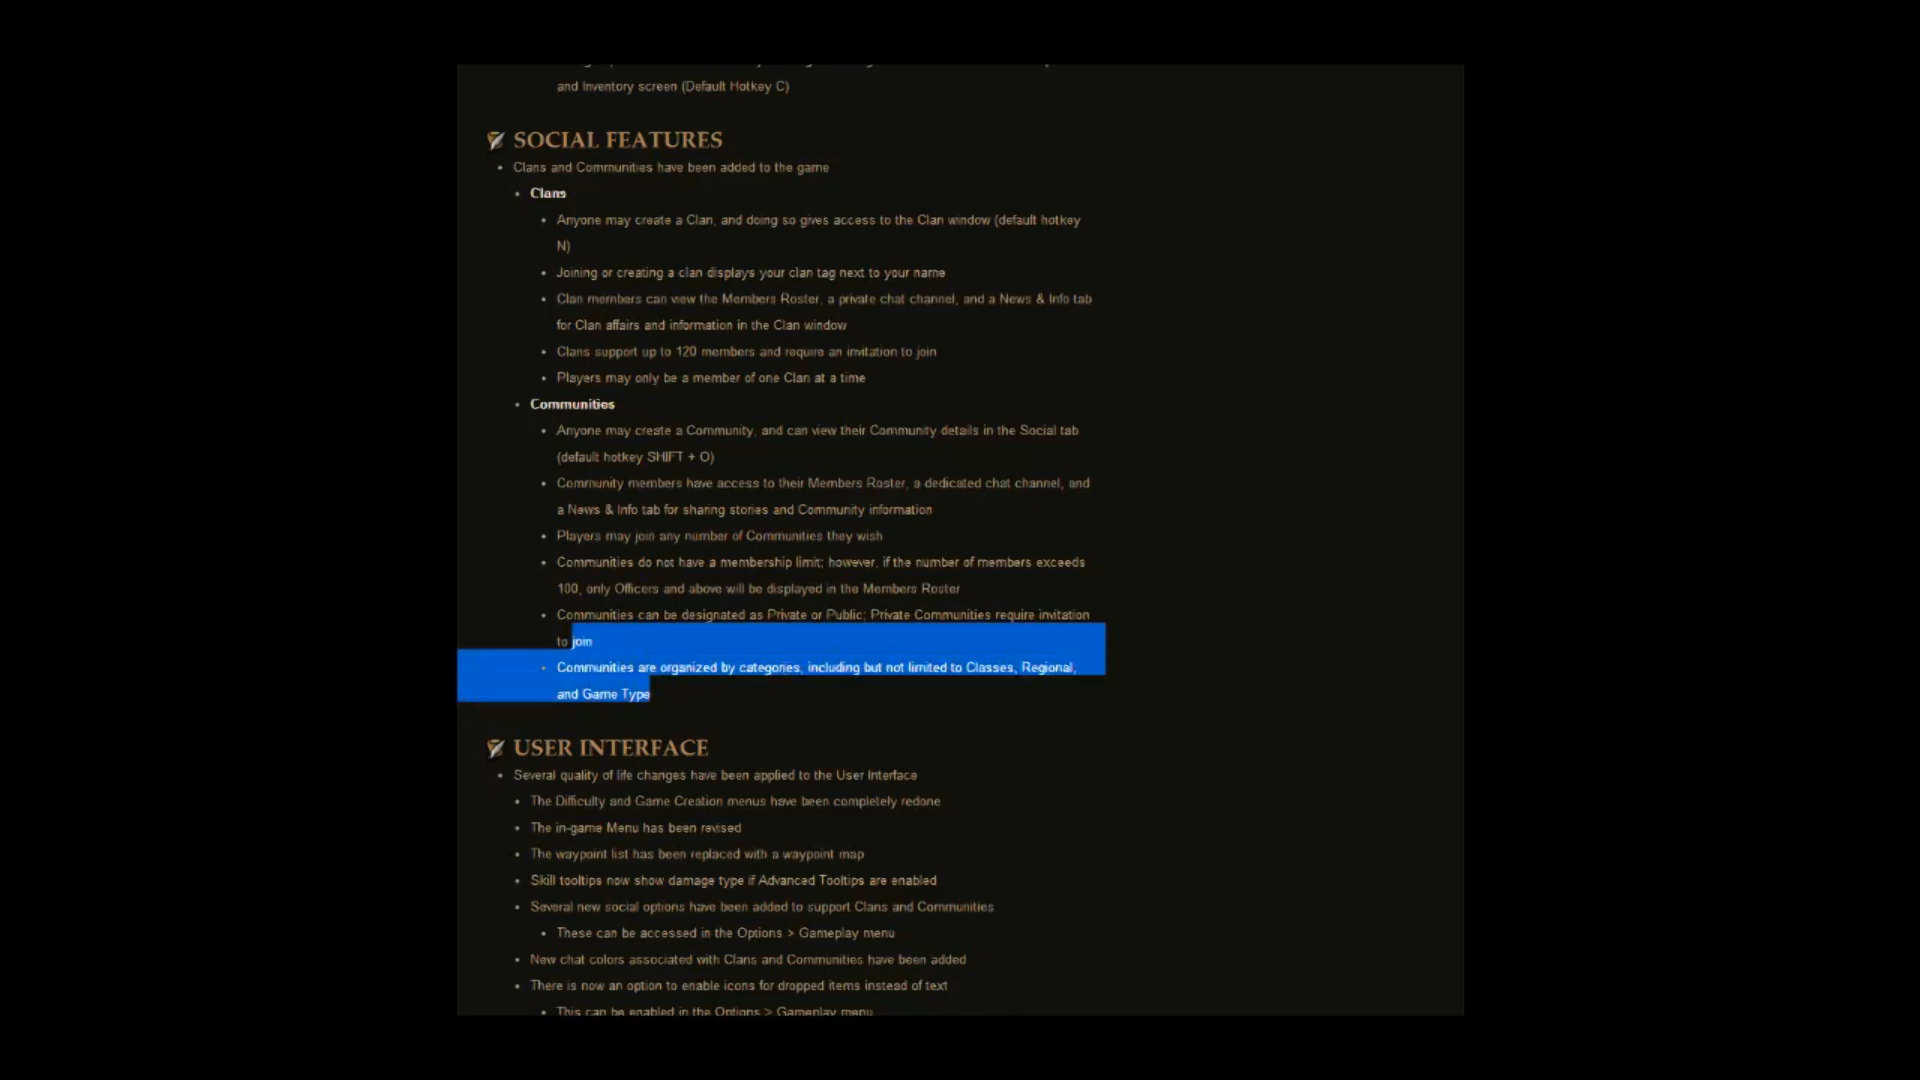 and Inventory screen (Default Hotkey C)
SOCIAL FEATURES
Clans and Communities have been added to the game
Clans
Anyone may create a Clan, and doing so gives access to the Clan window (default hotkey
N)
Joining or creating a clan displays your clan tag next to your name
Clan members can view the Members Roster, a private chat channel, and a News & Info tab
for Clan affairs and information in the Clan window
Clans support up to 120 members and require an invitation to join
Players may only be a member of one Clan at a time
Communities
Anyone may create a Community, and can view their Community details in the Social tab
(default hotkey SHIFT + O)
Community members have access to their Members Roster, a dedicated chat channel, and
a News & Info tab for sharing stories and Community information
Players may join any number of Communities they wish
Communities do not have a membership limit; however, if the number of members exceeds
100, only Officers and above will be displayed in the Members Roster
Communities can be designated as Private or Public; Private Communities require invitation
to join
Communities are organized by categories, including but not limited to Classes, Regional,
and Game Type
USER INTERFACE
Several quality of life changes have been applied to the User Interface
The Difficulty and Game Creation menus have been completely redone
The in-game Menu has been revised
The waypoint list has been replaced with a waypoint map
Skill tooltips now show damage type if Advanced Tooltips are enabled
Several new social options have been added to support Clans and Communities
These can be accessed in the Options > Gameplay menu
New chat colors associated with Clans and Communities have been added
There is now an option to enable icons for dropped items instead of text
This can be enabled in the Options > Gameplay menu